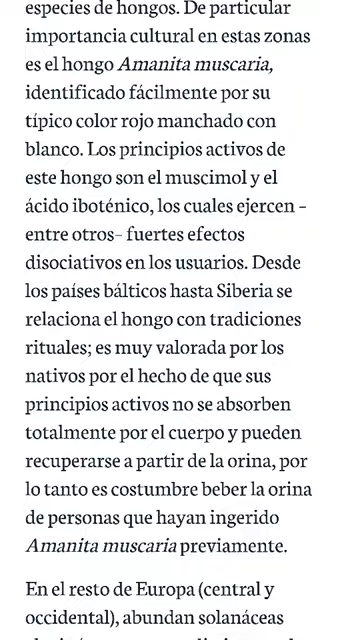 especies de hongos. De particular
importancia cultural en estas zonas
es el hongo Amanita muscaria,
identificado fácilmente por su
típico color rojo manchado con
blanco. Los principios activos de
este hongo son el muscimol y el
ácido iboténico, los cuales ejercen –
entre otros– fuertes efectos
disociativos en los usuarios. Desde
los países bálticos hasta Siberia se
relaciona el hongo con tradiciones
rituales; es muy valorada por los
nativos por el hecho de que sus
principios activos no se absorben
totalmente por el cuerpo y pueden
recuperarse a partir de la orina, por
lo tanto es costumbre beber la orina
de personas que hayan ingerido
Amanita muscaria previamente.
En el resto de Europa (central y
occidental), abundan solanáceas